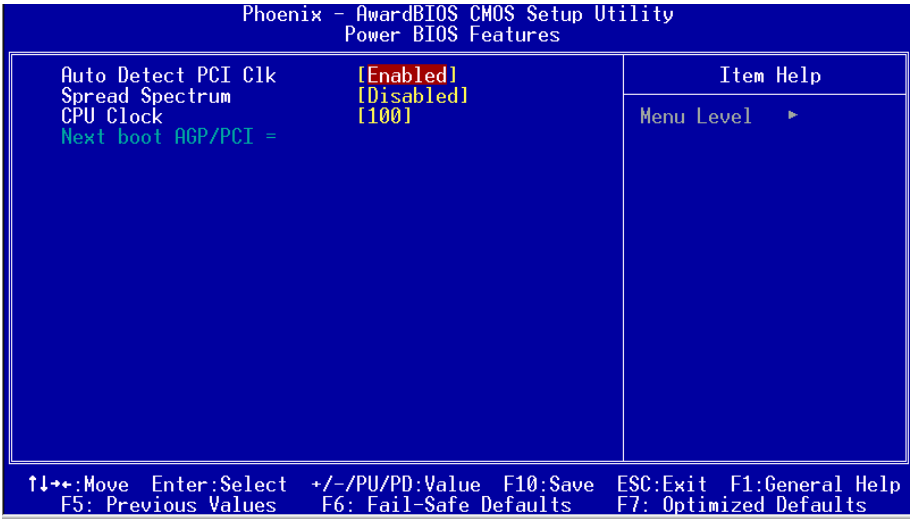 Phoenix - AwardBIOS CMOS Setup Utility
Power BIOS Features
Auto Detect PCI Clk [Enabled]
Spread Spectrum [Disabled]
CPU Clock [100]
Next boot AGP/PCI =
Item Help
Menu Level ►
↑↓→←:Move Enter:Select +/-/PU/PD:Value F10:Save ESC:Exit F1:General Help
F5: Previous Values F6: Fail-Safe Defaults F7: Optimized Defaults